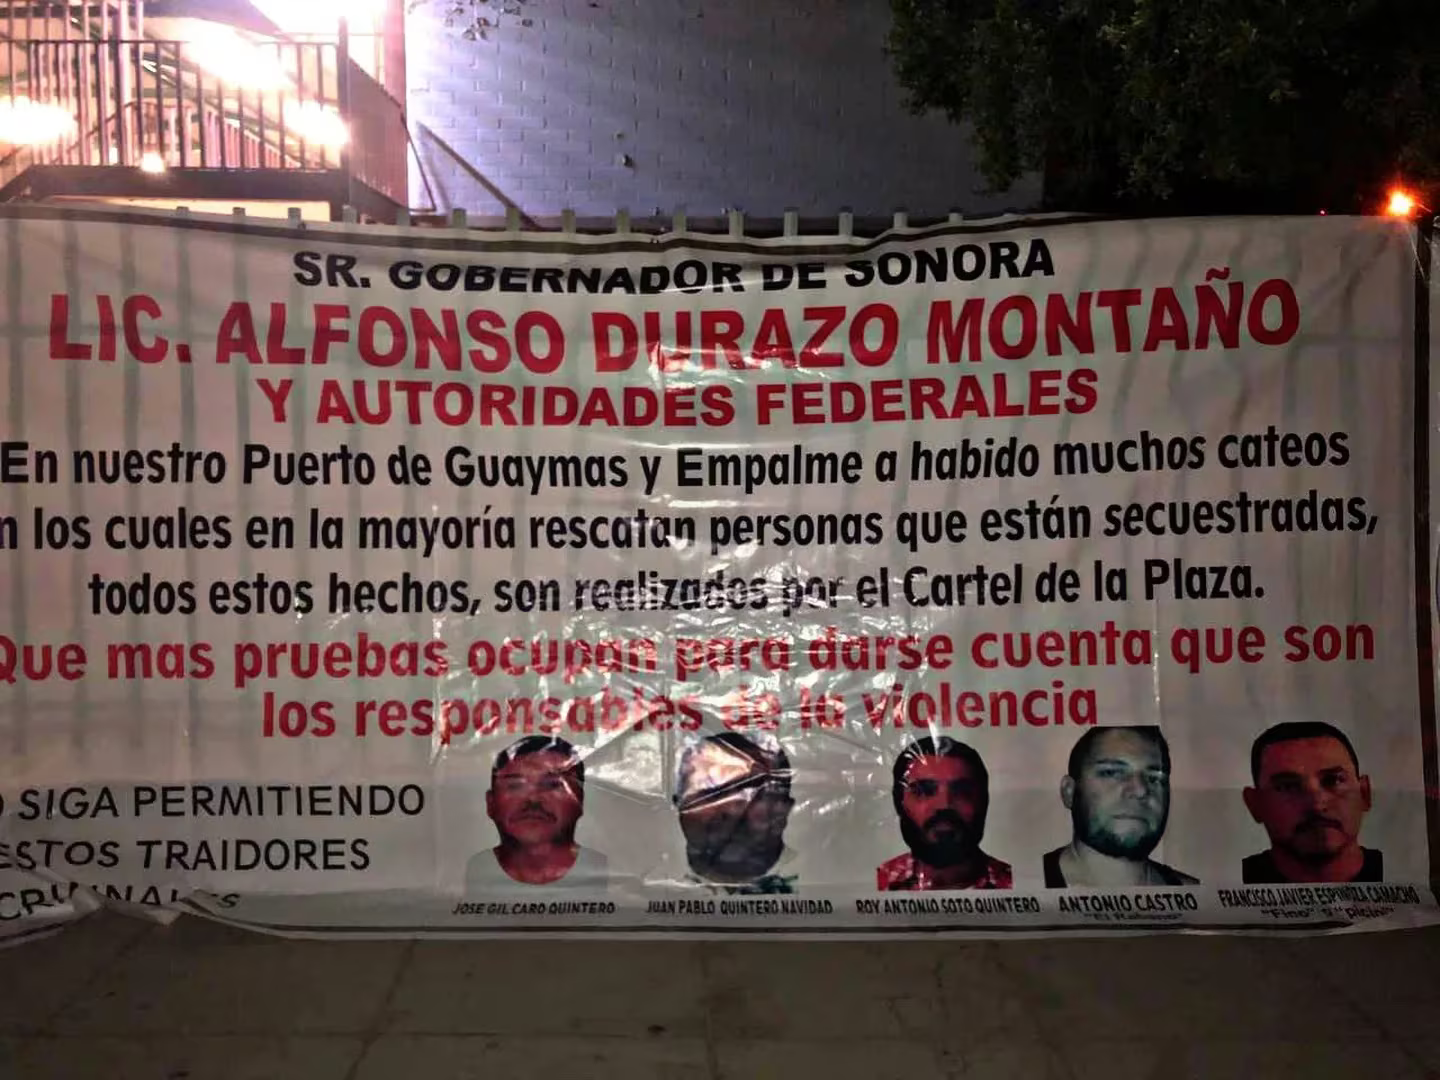 SR. GOBERNADOR DE SONORA
LIC. ALFONSO DURAZO MONTAÑO
Y AUTORIDADES FEDERALES
En nuestro Puerto de Guaymas y Empalme a habido muchos cateos
n los cuales en la mayoría rescatan personas que están secuestradas,
todos estos hechos, son realizados por el Cartel de la Plaza.
Que mas pruebas ocupan para darse cuenta que son
los responsables de la violencia
O SIGA PERMITIENDO
ESTOS TRAIDORES
CRIMINALES
JOSE GIL CARO QUINTERO
JUAN PABLO QUINTERO NAVIDAD
ROY ANTONIO SOTO QUINTERO
ANTONIO CASTRO
FRANCISCO JAVIER ESPINOZA CAMACHO